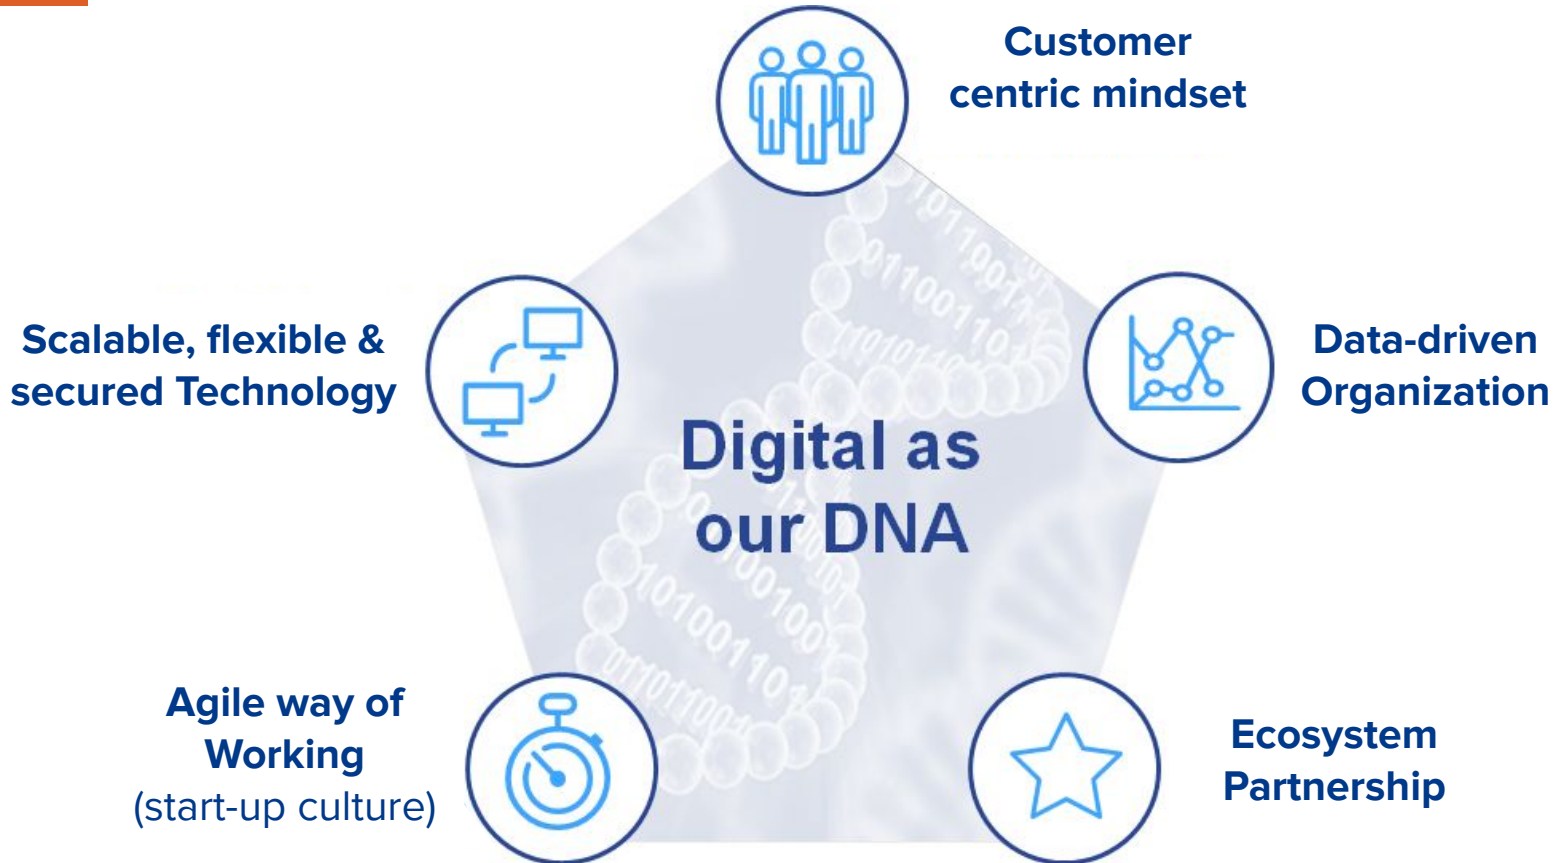 Customer
centric mindset
Scalable, flexible &
secured Technology
Data-driven
Organization
Digital as
our DNA
Agile way of
Working
(start-up culture)
Ecosystem
Partnership